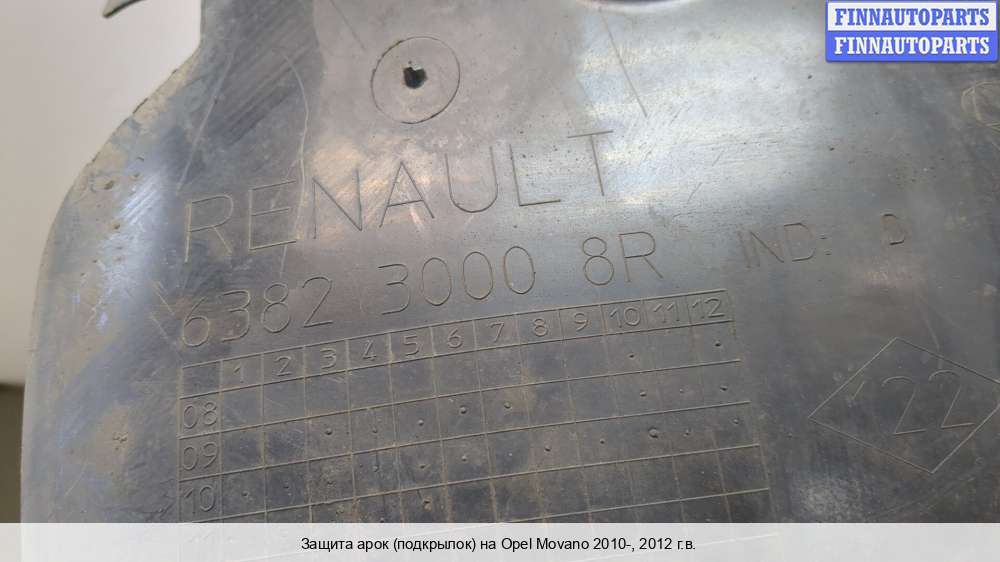 FINNAUTOPARTS
FINNAUTOPARTS
RENAULT
6382 3000 8R IND: D
1 2 3 4 5 6 7 8 9 10 11 12
08
09
10
22
Защита арок (подкрылок) на Opel Movano 2010-, 2012 г.в.